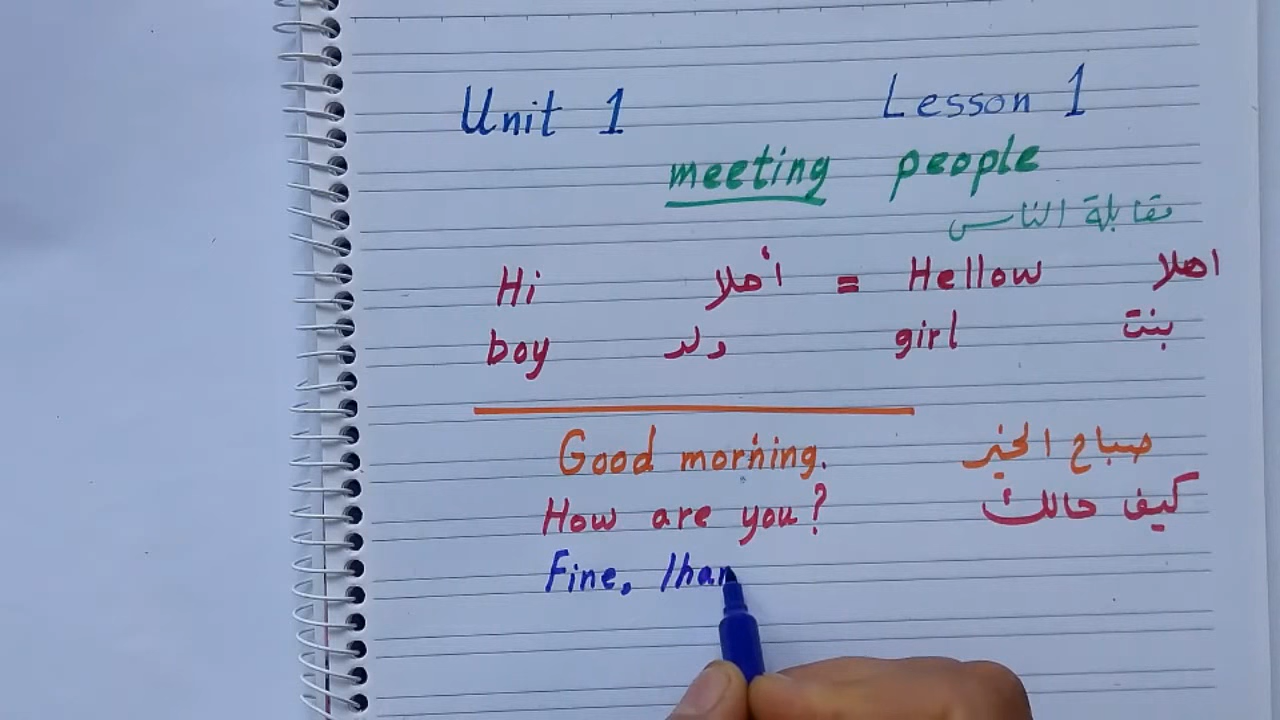 Unit 1 Lesson 1
meeting people
مقابلة الناس
Hi أهلا = Hellow اهلا
boy ولد girl بنت
Good morning. صباح الخير
How are you? كيف حالك
Fine, than